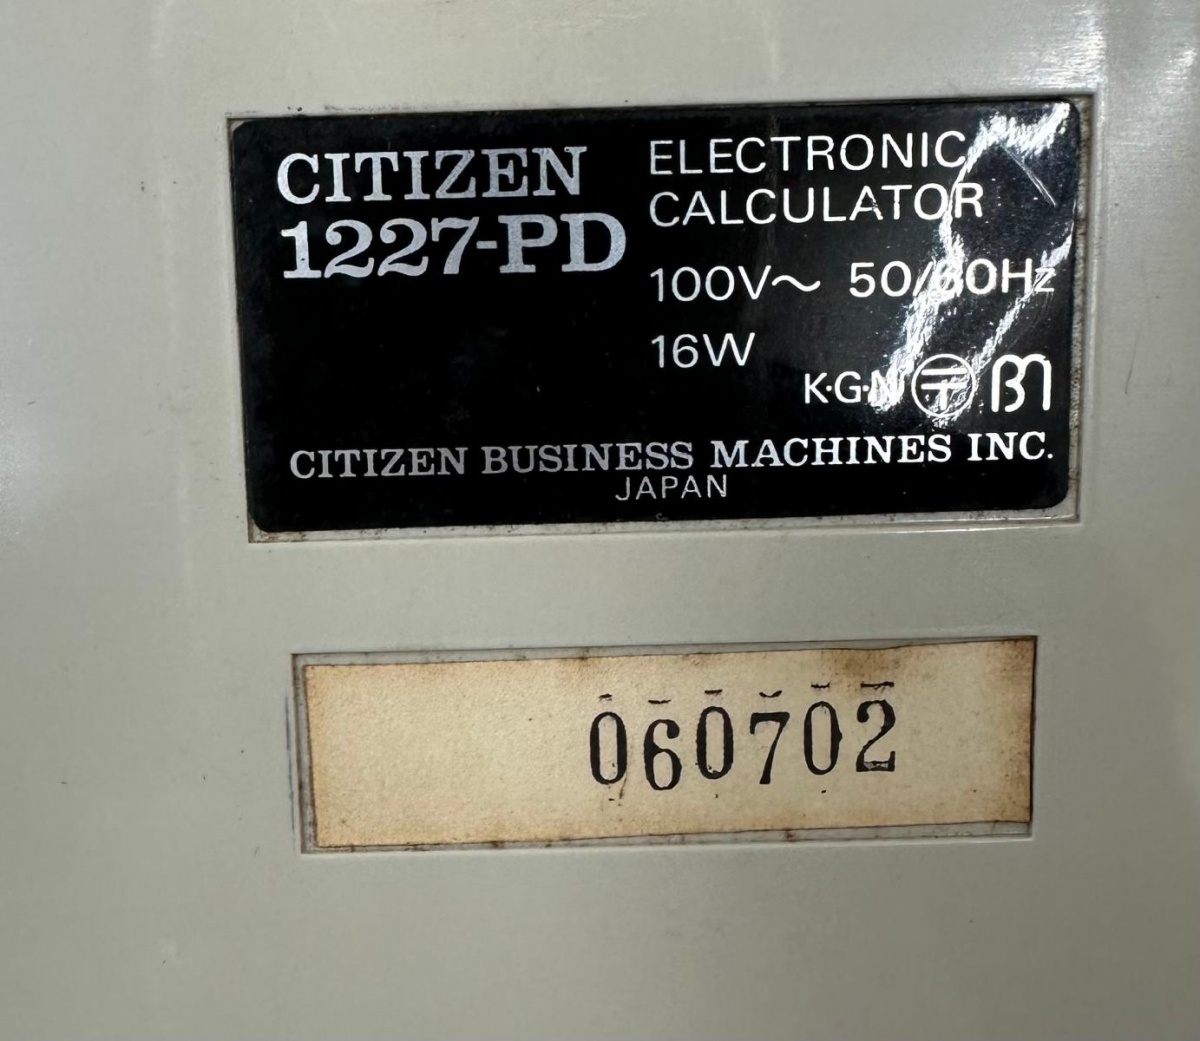 CITIZEN
1227-PD
ELECTRONIC
CALCULATOR
100V～ 50/60Hz
16W
K·G·N 〒
CITIZEN BUSINESS MACHINES INC.
JAPAN
060702